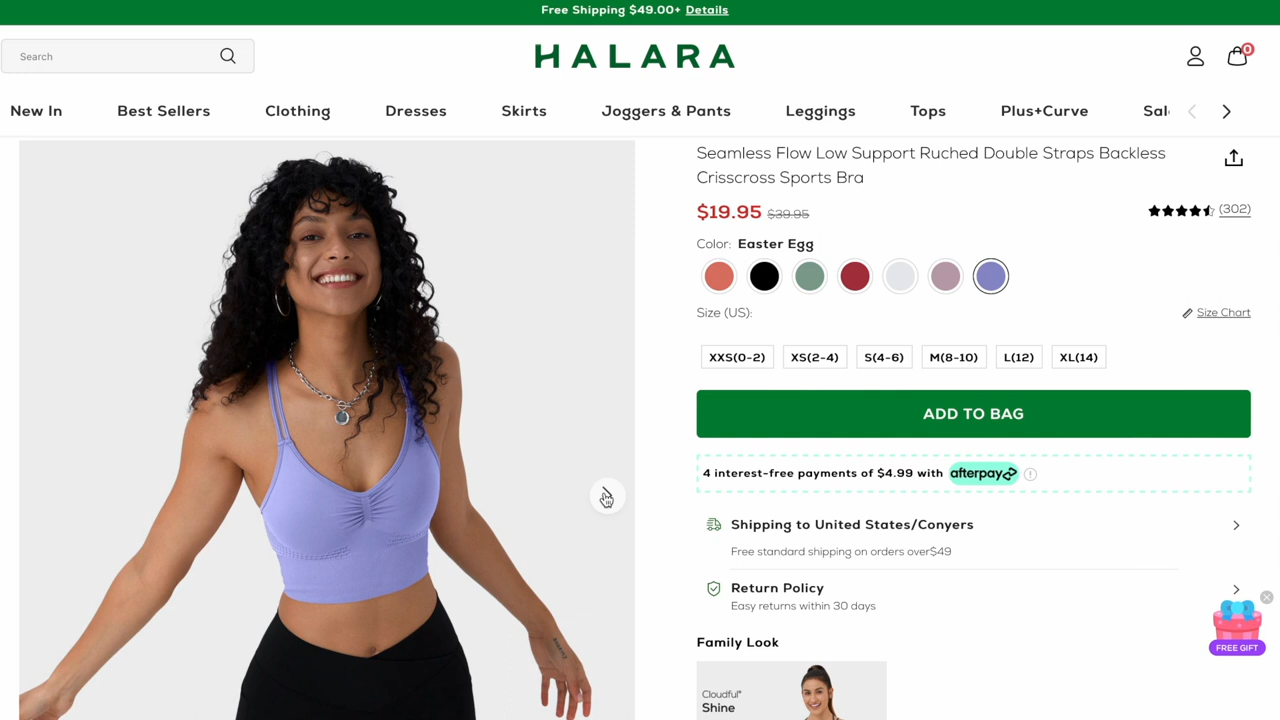 Free Shipping $49.00+ Details
Search
HALARA
0
New In Best Sellers Clothing Dresses Skirts Joggers & Pants Leggings Tops Plus+Curve
Seamless Flow Low Support Ruched Double Straps Backless
Crisscross Sports Bra
$19.95 $39.95
(302)
Color: Easter Egg
Size (US):
Size Chart
XXS(0-2) XS(2-4) S(4-6) M(8-10) L(12) XL(14)
ADD TO BAG
4 interest-free payments of $4.99 with afterpay
Shipping to United States/Conyers
Free standard shipping on orders over$49
Return Policy
Easy returns within 30 days
FREE GIFT
Family Look
Cloudful®
Shine